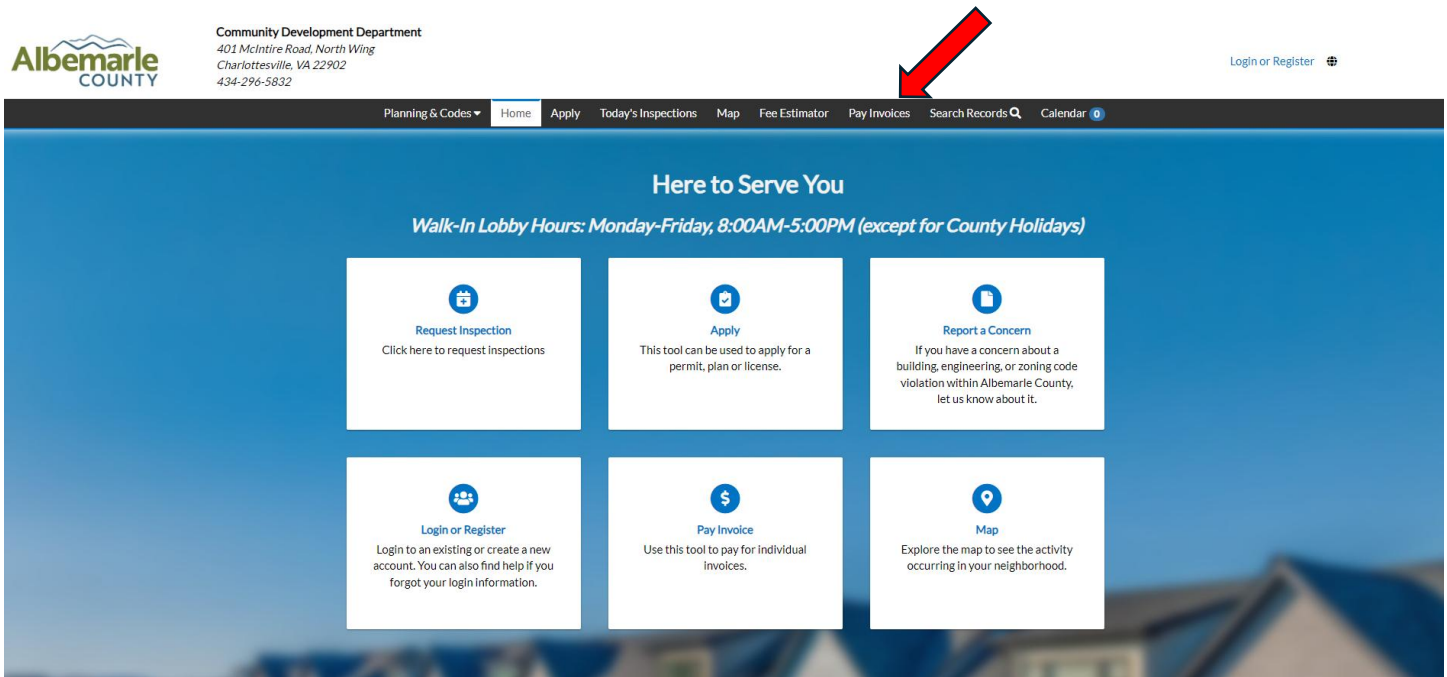 Albemarle
COUNTY
Community Development Department
401 McIntire Road, North Wing
Charlottesville, VA 22902
434-296-5832
Login or Register
Planning & Codes Home Apply Today's Inspections Map Fee Estimator Pay Invoices Search Records Calendar 0
Here to Serve You
Walk-In Lobby Hours: Monday-Friday, 8:00AM-5:00PM (except for County Holidays)
Request Inspection
Click here to request inspections
Apply
This tool can be used to apply for a
permit, plan or license.
Report a Concern
If you have a concern about a
building, engineering, or zoning code
violation within Albemarle County,
let us know about it.
Login or Register
Login to an existing or create a new
account. You can also find help if you
forgot your login information.
Pay Invoice
Use this tool to pay for individual
invoices.
Map
Explore the map to see the activity
occurring in your neighborhood.